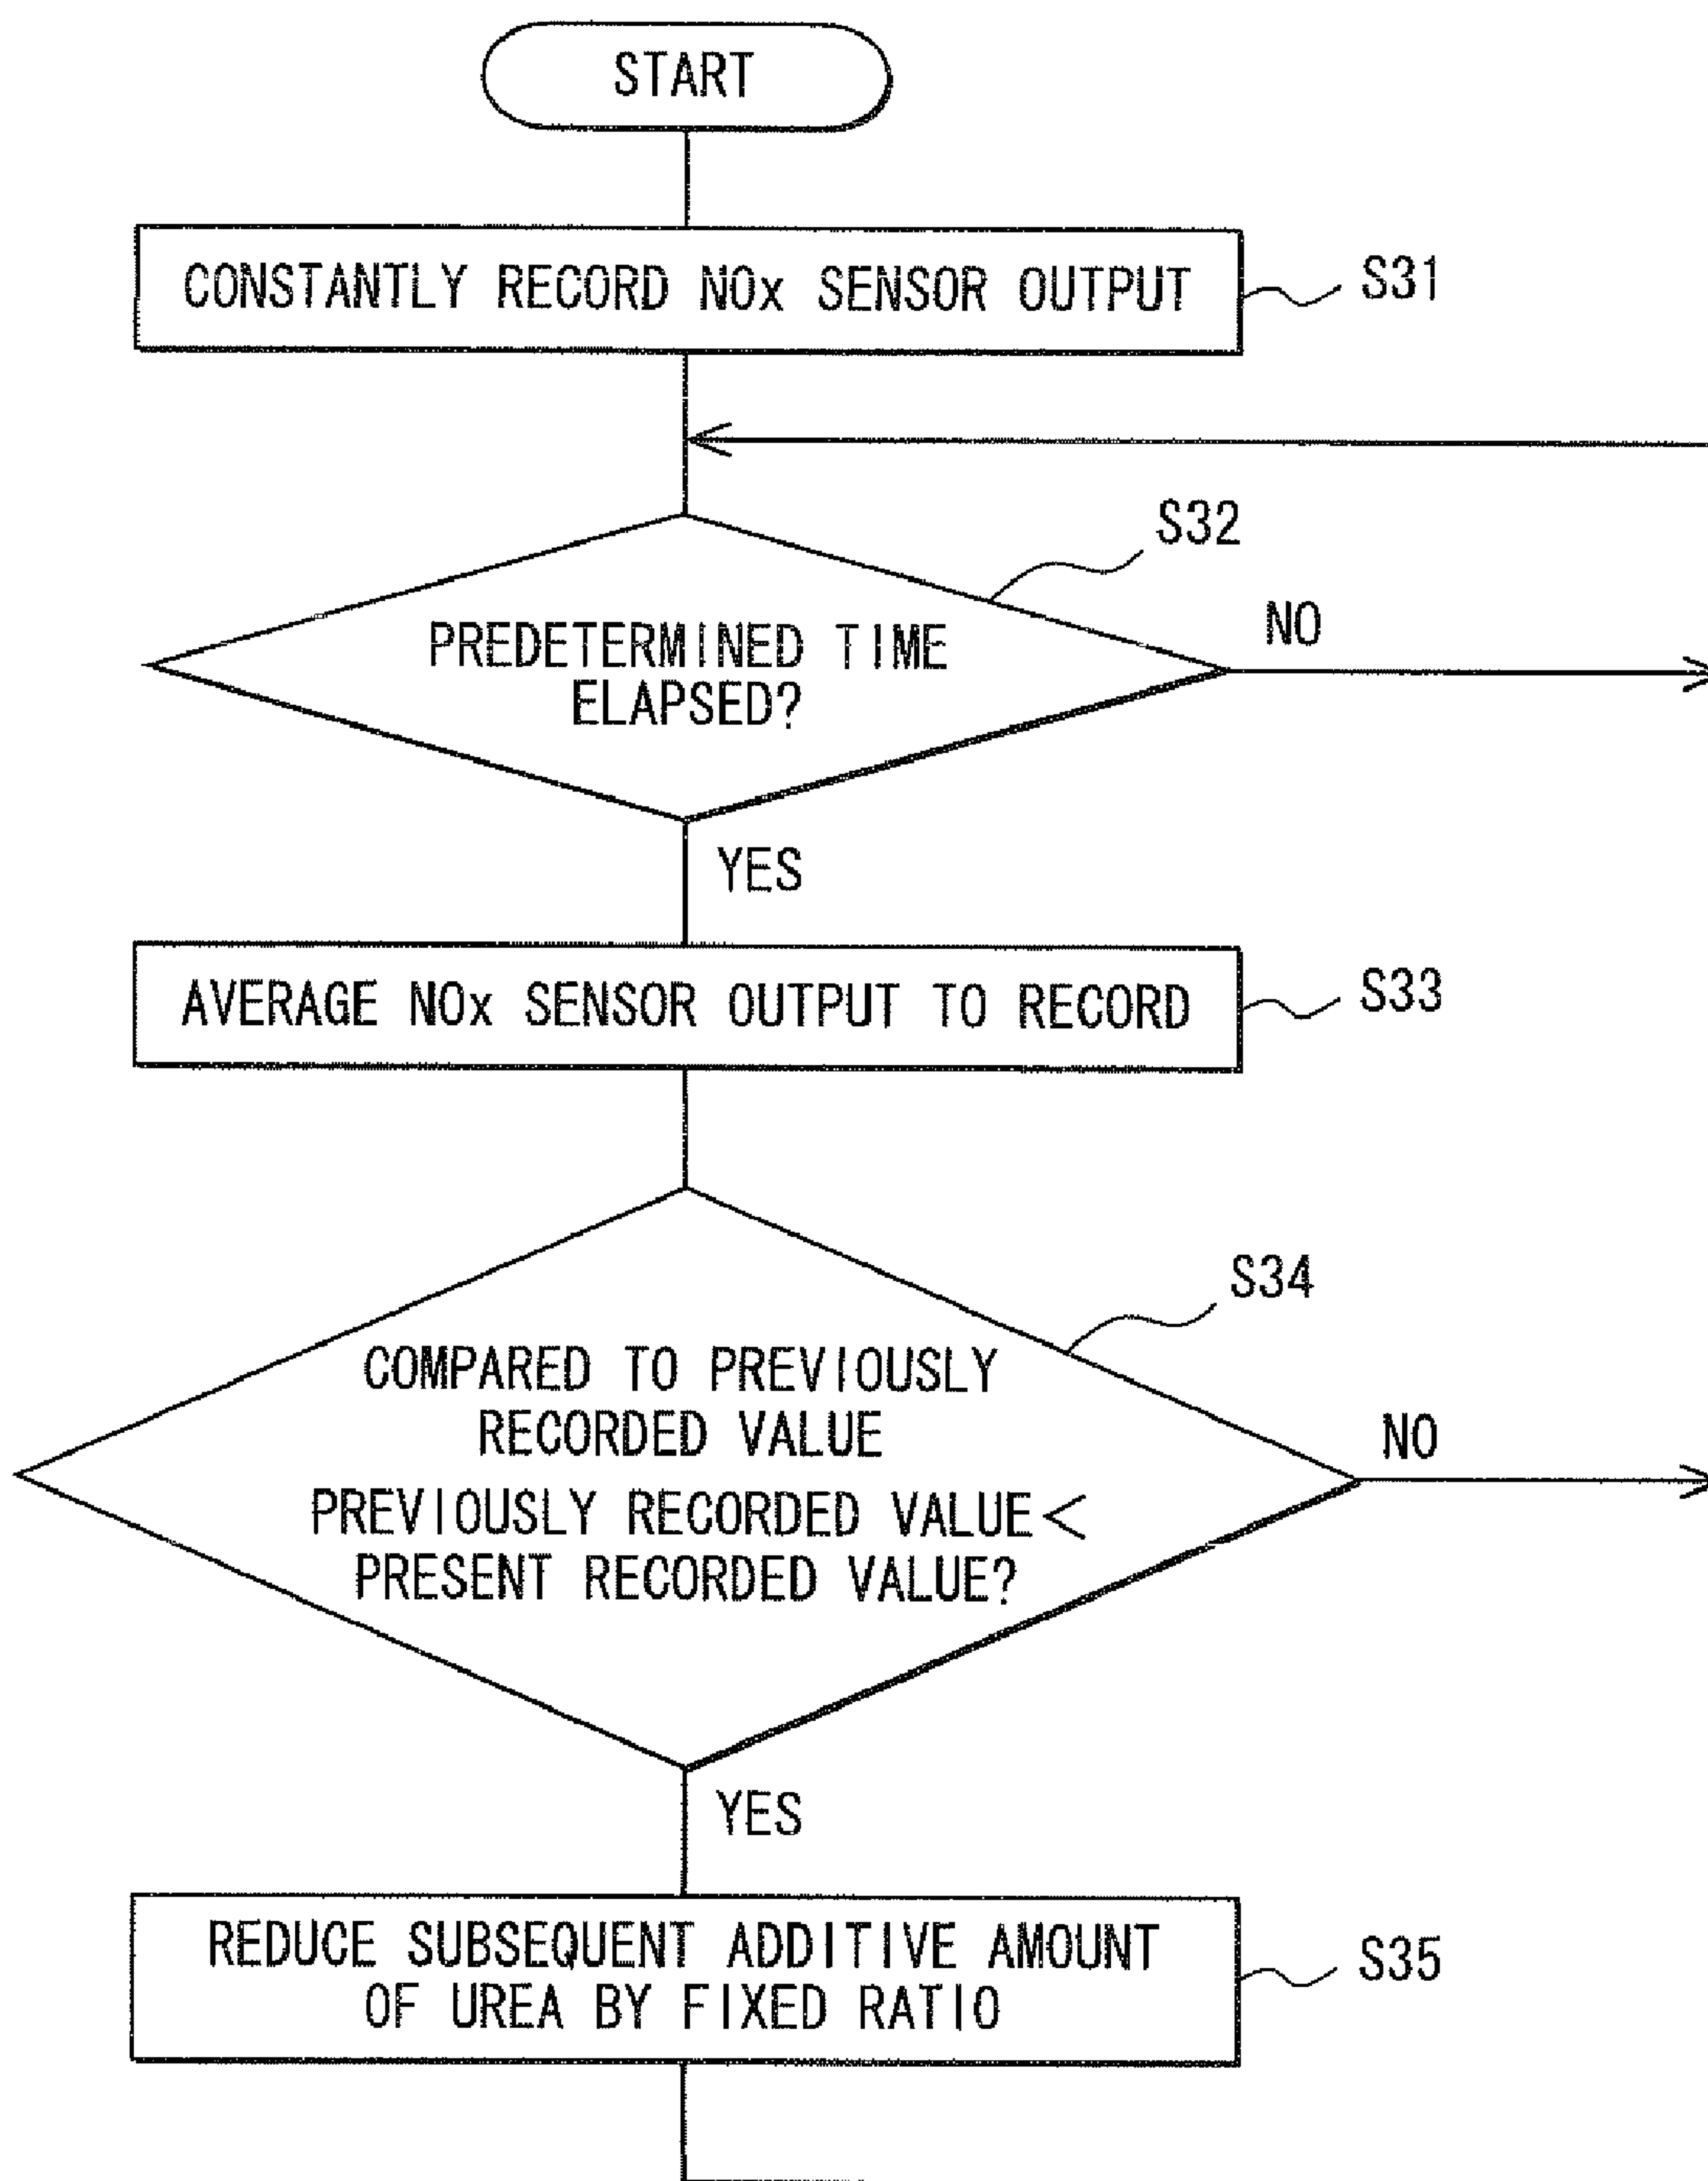 START
CONSTANTLY RECORD NOx SENSOR OUTPUT
S31
S32
PREDETERMINED TIME
ELAPSED?
NO
YES
AVERAGE NOx SENSOR OUTPUT TO RECORD
S33
S34
COMPARED TO PREVIOUSLY
RECORDED VALUE
PREVIOUSLY RECORDED VALUE<
PRESENT RECORDED VALUE?
NO
YES
REDUCE SUBSEQUENT ADDITIVE AMOUNT
OF UREA BY FIXED RATIO
S35